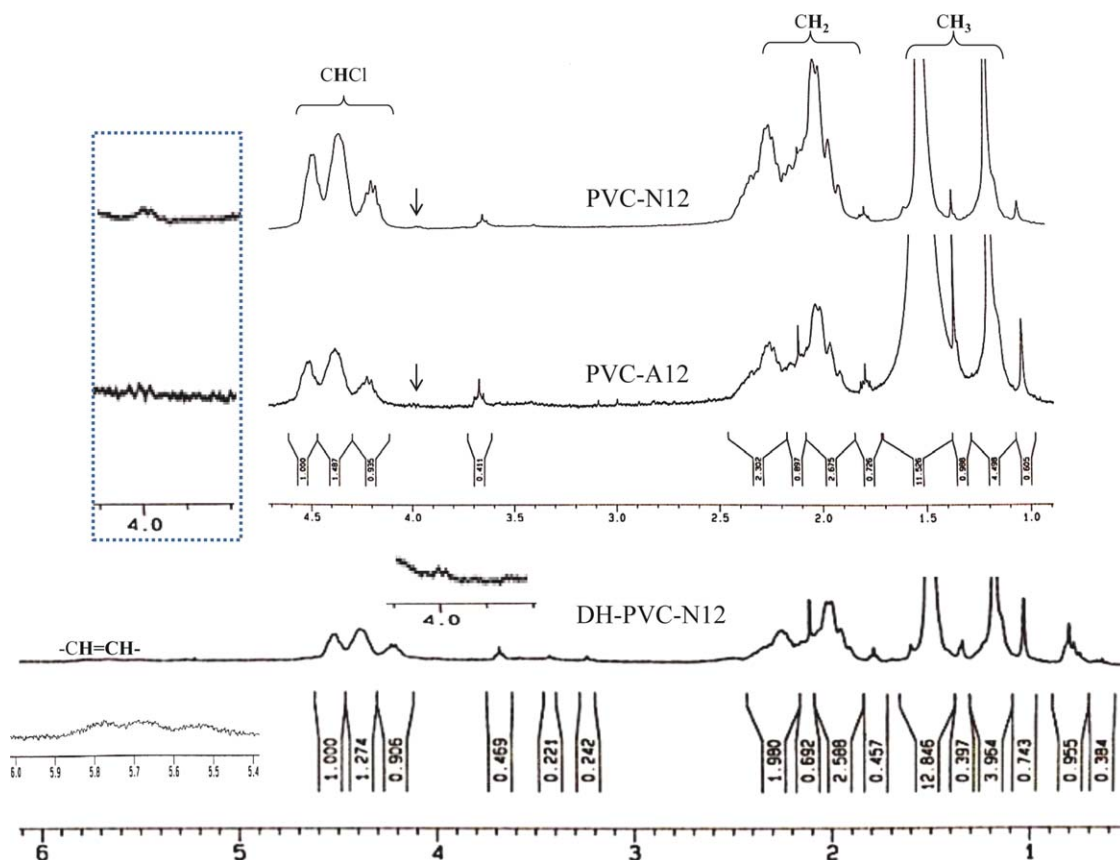 CH₂
CH₃
CHCl
PVC-N12
PVC-A12
1.000 1.487 0.935 0.411 2.302 0.897 2.675 0.726 11.526 0.988 4.498 0.605
4.0
4.5 4.0 3.5 3.0 2.5 2.0 1.5 1.0
4.0
DH-PVC-N12
-CH=CH-
6.0 5.9 5.8 5.7 5.6 5.5 5.4
1.000 1.274 0.906 0.469 0.221 0.242 1.980 0.692 2.588 0.457 12.846 0.397 3.964 0.743 0.955 0.384
6 5 4 3 2 1